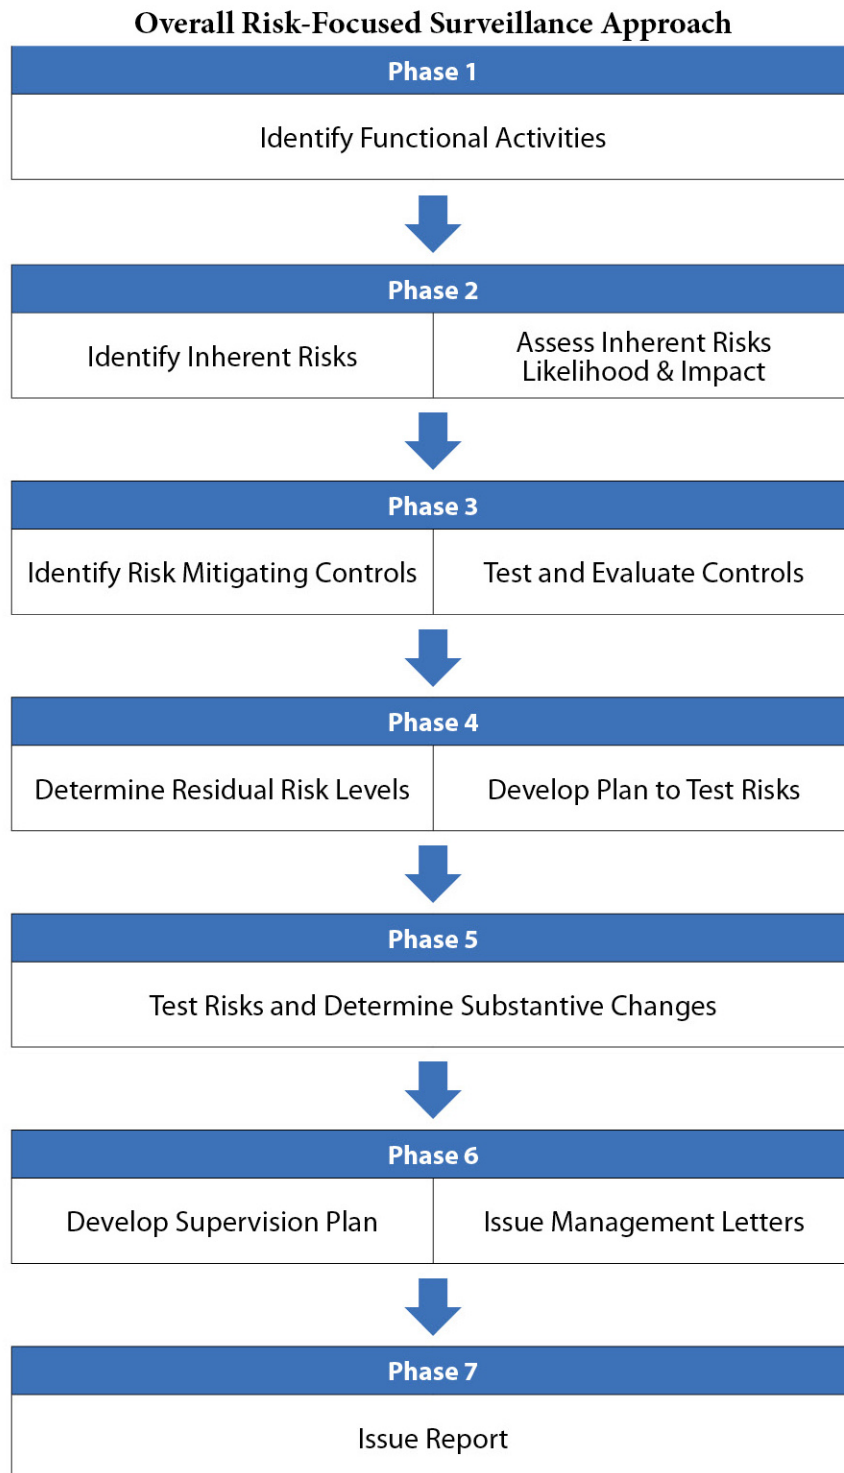 Overall Risk-Focused Surveillance Approach
Phase 1
Identify Functional Activities
Phase 2
Identify Inherent Risks
Assess Inherent Risks
Likelihood & Impact
Phase 3
Identify Risk Mitigating Controls
Test and Evaluate Controls
Phase 4
Determine Residual Risk Levels
Develop Plan to Test Risks
Phase 5
Test Risks and Determine Substantive Changes
Phase 6
Develop Supervision Plan
Issue Management Letters
Phase 7
Issue Report